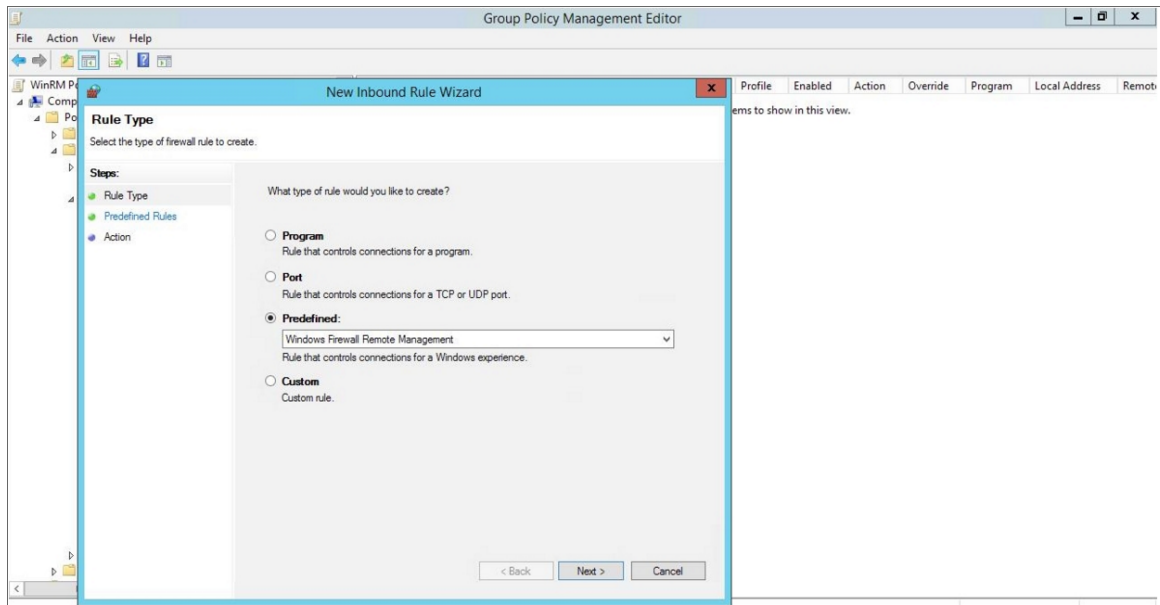 Group Policy Management Editor
File Action View Help
WinRM Po
Comp
Po
New Inbound Rule Wizard
x
Profile Enabled Action Override Program Local Address Remot
ems to show in this view.
Rule Type
Select the type of firewall rule to create.
Steps:
Rule Type
Predefined Rules
Action
What type of rule would you like to create?
Program
Rule that controls connections for a program.
Port
Rule that controls connections for a TCP or UDP port.
Predefined:
Windows Firewall Remote Management
Rule that controls connections for a Windows experience.
Custom
Custom rule.
< Back Next > Cancel